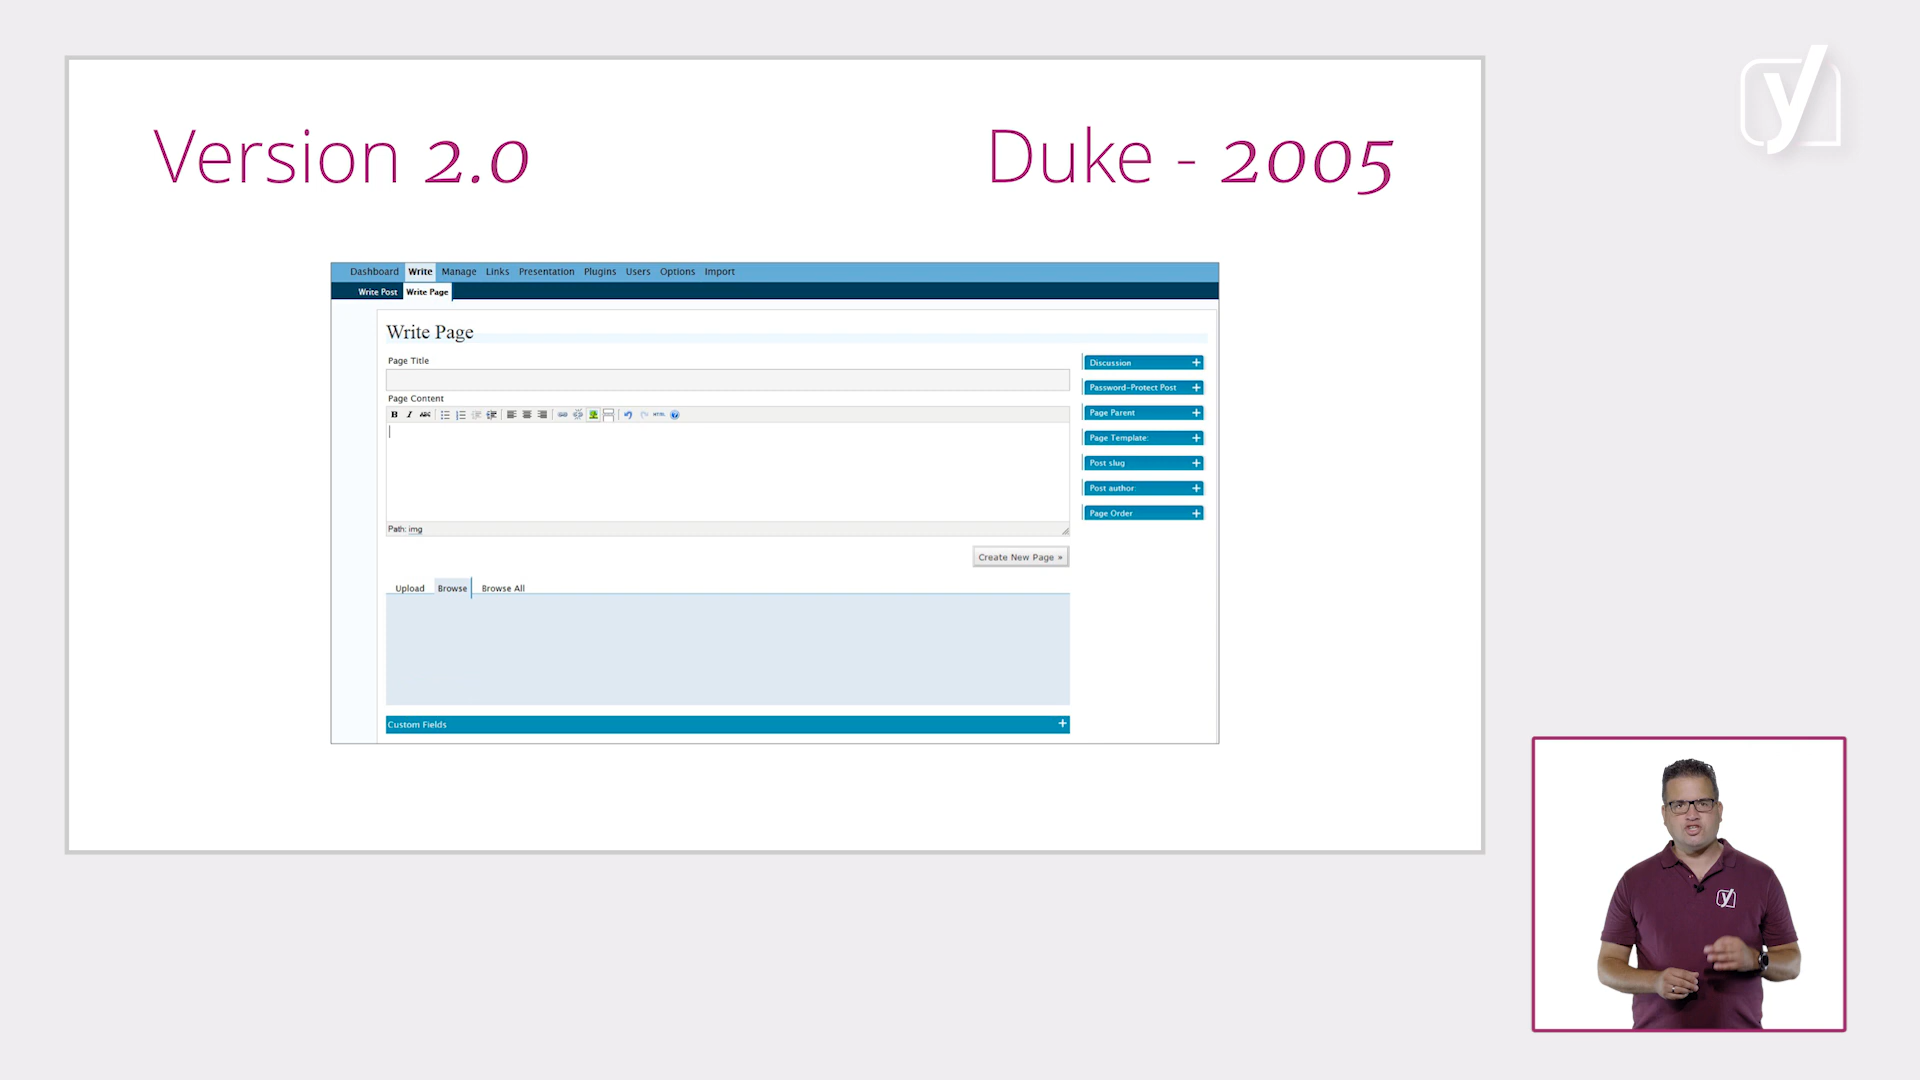 Version 2.0
Duke - 2005
Dashboard Write Manage Links Presentation Plugins Users Options Import
Write Post Write Page
Write Page
Page Title
Page Content
B I ABC HTML
Path: img
Create New Page »
Upload Browse Browse All
Custom Fields +
Discussion +
Password-Protect Post +
Page Parent +
Page Template: +
Post slug +
Post author: +
Page Order +
y
y